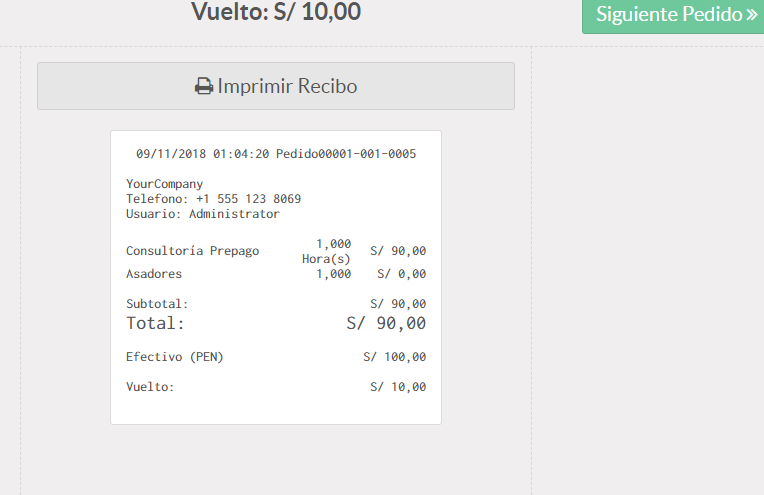 Vuelto: S/ 10,00
Siguiente Pedido
Imprimir Recibo
09/11/2018 01:04:20 Pedido00001-001-0005
YourCompany
Telefono: +1 555 123 8069
Usuario: Administrator
Consultoría Prepago 1,000 Hora(s) S/ 90,00
Asadores 1,000 S/ 0,00
Subtotal: S/ 90,00
Total: S/ 90,00
Efectivo (PEN) S/ 100,00
Vuelto: S/ 10,00